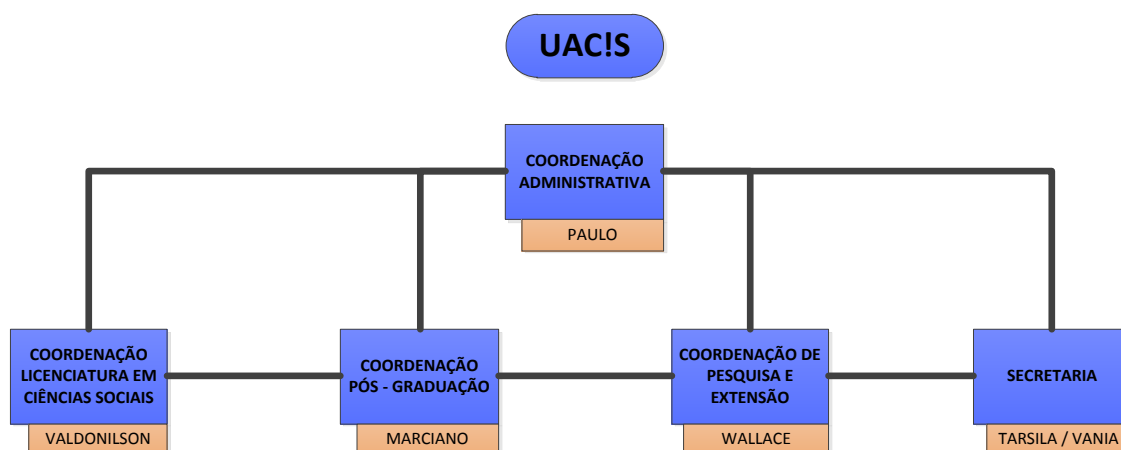 UAC!S
COORDENAÇÃO
ADMINISTRATIVA
PAULO
COORDENAÇÃO
LICENCIATURA EM
CIÊNCIAS SOCIAIS
VALDONILSON
COORDENAÇÃO
PÓS - GRADUAÇÃO
MARCIANO
COORDENAÇÃO DE
PESQUISA E
EXTENSÃO
WALLACE
SECRETARIA
TARSILA / VANIA